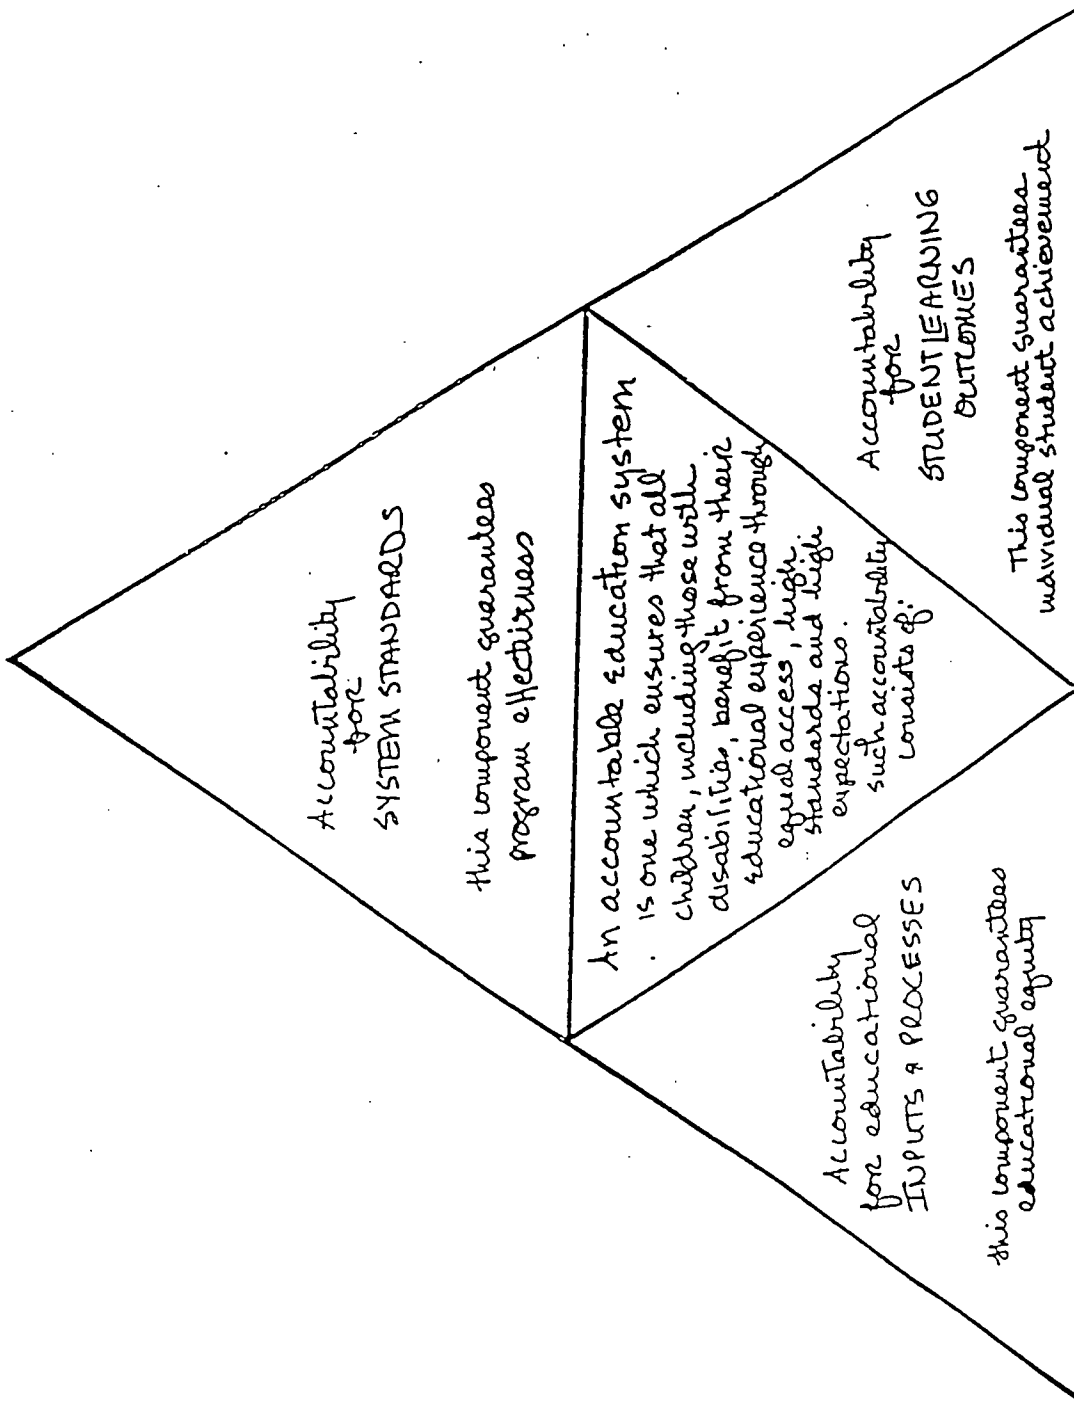 Accountability
for
SYSTEM STANDARDS
this component guarantees
program effectiveness
An accountable education system
is one which ensures that all
children, including those with
disabilities, benefit from their
educational experience through
equal access, high
standards and high
expectations.
such accountability
consists of:
Accountability
for educational
INPUTS & PROCESSES
this component guarantees
educational equity
Accountability
for
STUDENT LEARNING
OUTCOMES
This component guarantees
individual student achievement